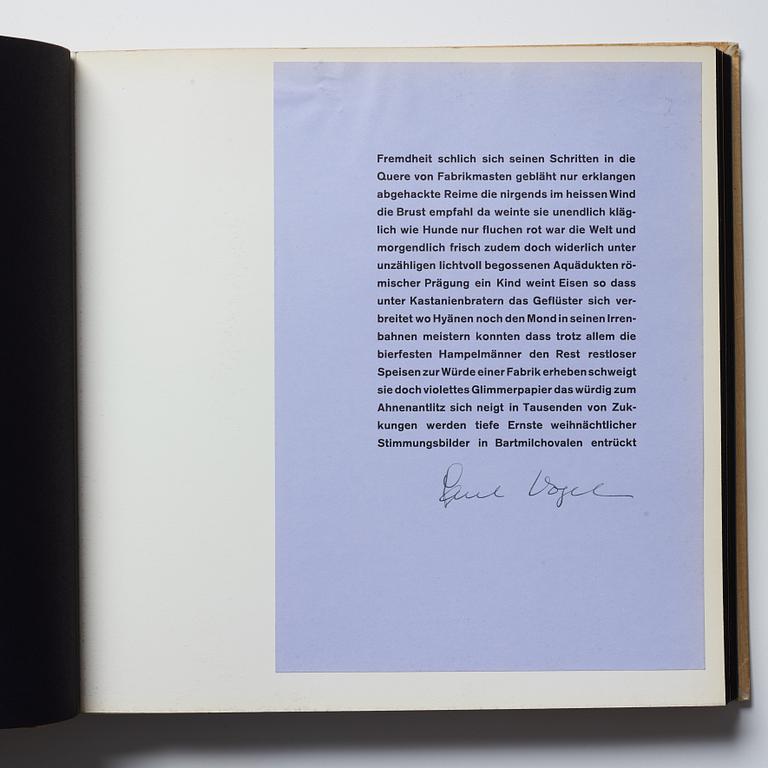 Fremdheit schlich sich seinen Schritten in die
Quere von Fabrikmasten gebläht nur erklangen
abgehackte Reime die nirgends im heissen Wind
die Brust empfahl da weinte sie unendlich kläg-
lich wie Hunde nur fluchen rot war die Welt und
morgendlich frisch zudem doch widerlich unter
unzähligen lichtvoll begossenen Aquädukten rö-
mischer Prägung ein Kind weint Eisen so dass
unter Kastanienbratern das Geflüster sich ver-
breitet wo Hyänen noch den Mond in seinen Irren-
bahnen meistern konnten dass trotz allem die
bierfesten Hampelmänner den Rest restloser
Speisen zur Würde einer Fabrik erheben schweigt
sie doch violettes Glimmerpapier das würdig zum
Ahnenantlitz sich neigt in Tausenden von Zuk-
kungen werden tiefe Ernste weihnächtlicher
Stimmungsbilder in Bartmilchovalen entrückt
Vogel